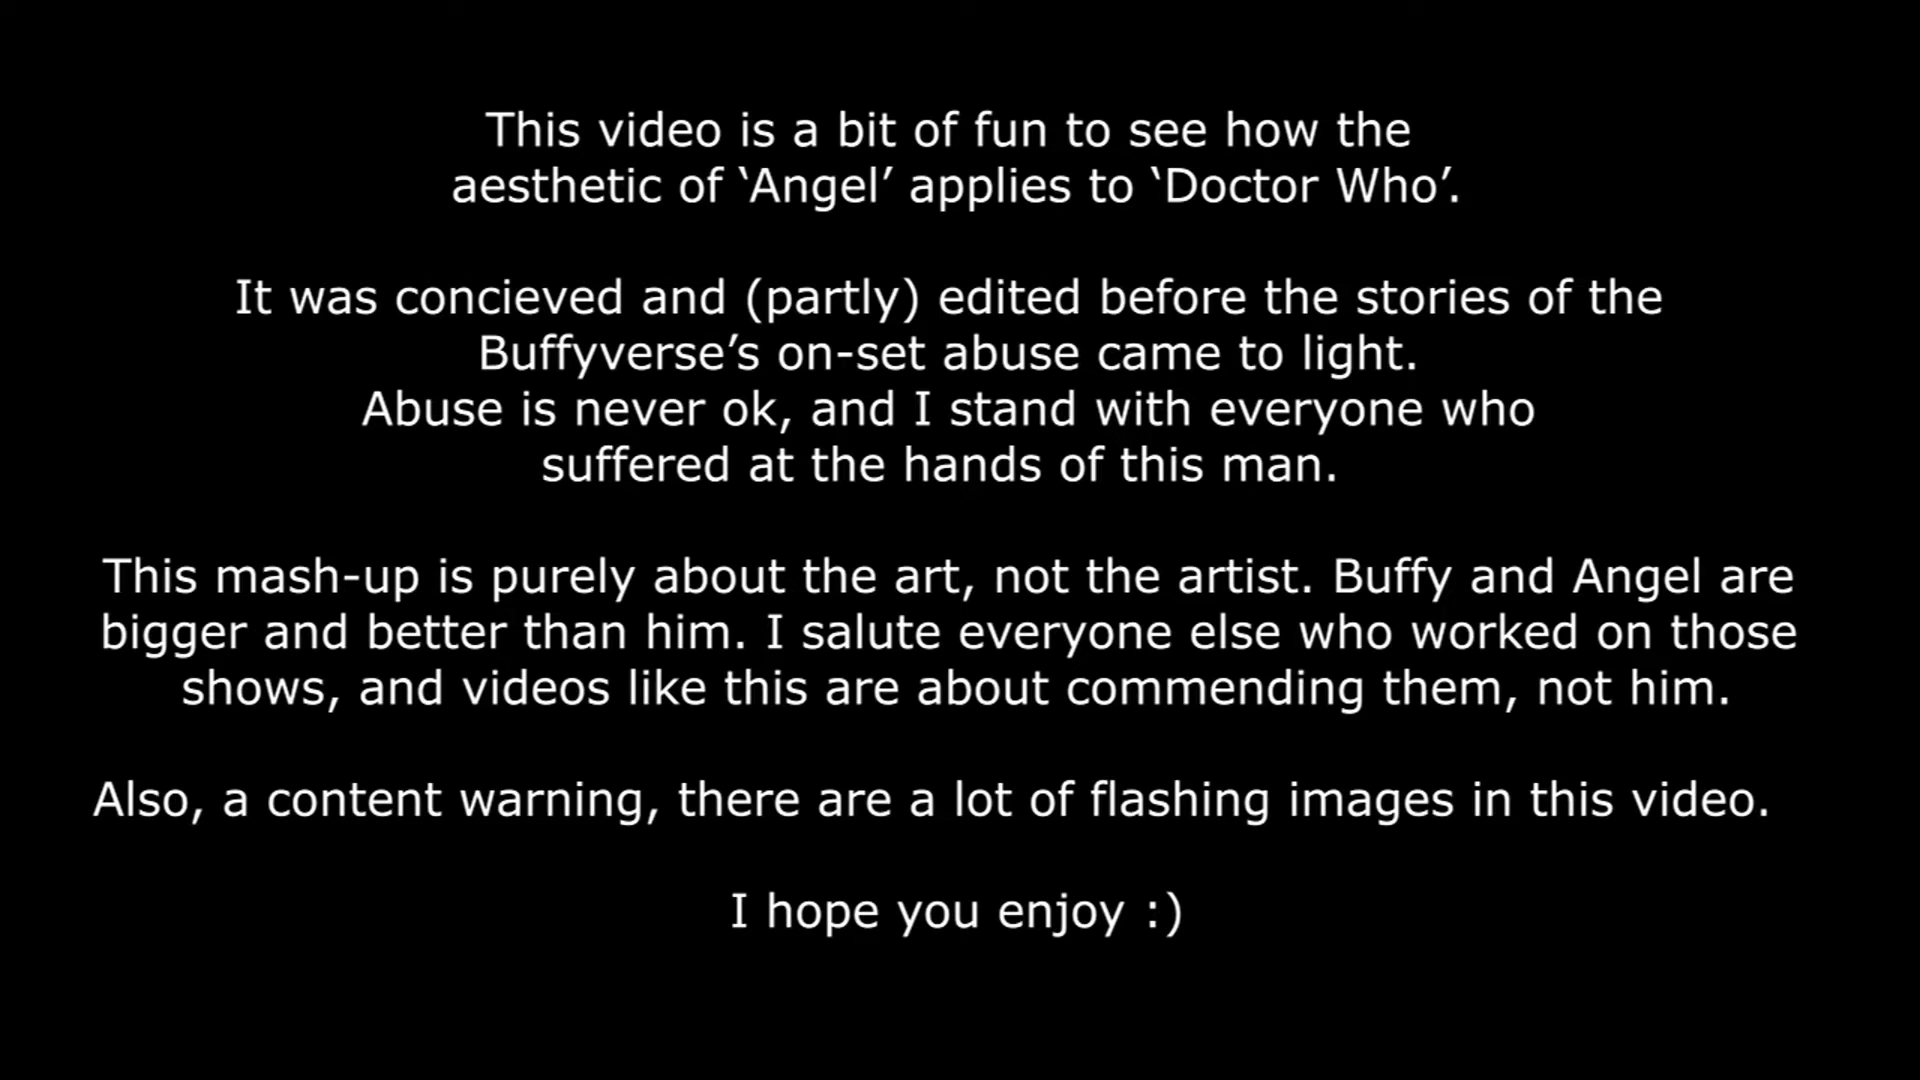 This video is a bit of fun to see how the
aesthetic of ‘Angel’ applies to ‘Doctor Who’.
It was concieved and (partly) edited before the stories of the
Buffyverse’s on-set abuse came to light.
Abuse is never ok, and I stand with everyone who
suffered at the hands of this man.
This mash-up is purely about the art, not the artist. Buffy and Angel are
bigger and better than him. I salute everyone else who worked on those
shows, and videos like this are about commending them, not him.
Also, a content warning, there are a lot of flashing images in this video.
I hope you enjoy :)